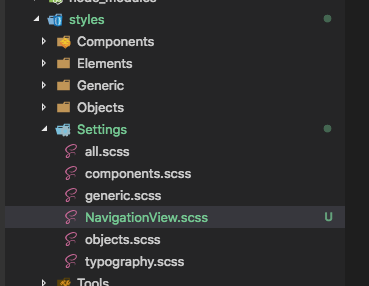 node_modules
styles
Components
Elements
Generic
Objects
Settings
all.scss
components.scss
generic.scss
NavigationView.scss U
objects.scss
typography.scss
Tools